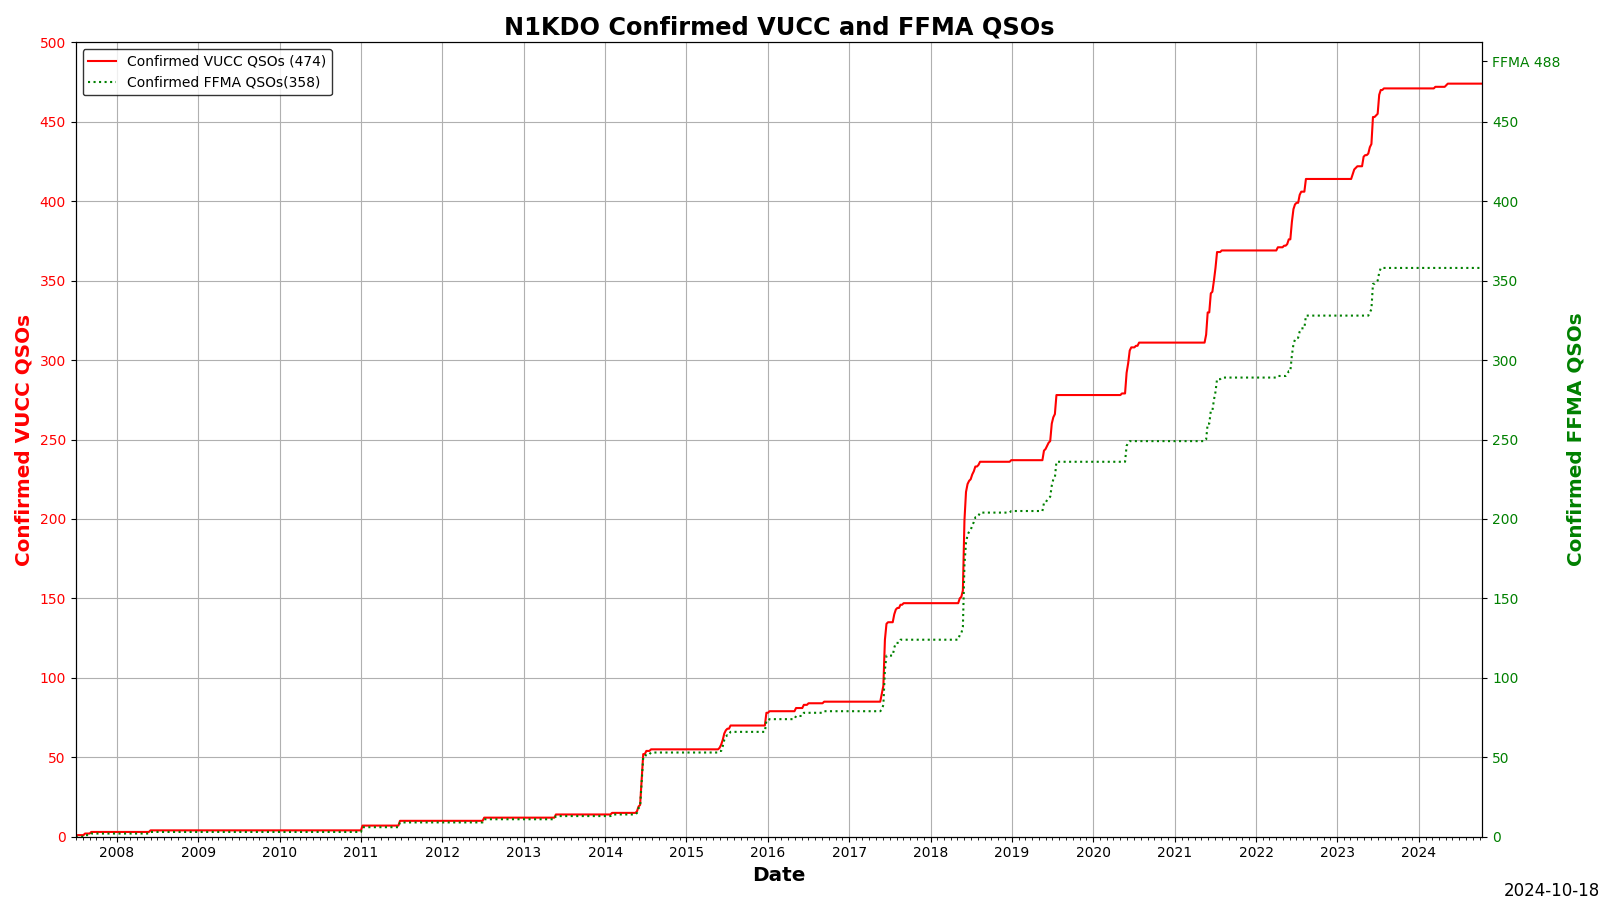 N1KDO Confirmed VUCC and FFMA QSOs
Confirmed VUCC QSOs (474)
Confirmed FFMA QSOs(358)
Confirmed VUCC QSOs
500
450
400
350
300
250
200
150
100
50
0
FFMA 488
450
400
350
300
250
200
150
100
50
0
Confirmed FFMA QSOs
2008 2009 2010 2011 2012 2013 2014 2015 2016 2017 2018 2019 2020 2021 2022 2023 2024
Date
2024-10-18